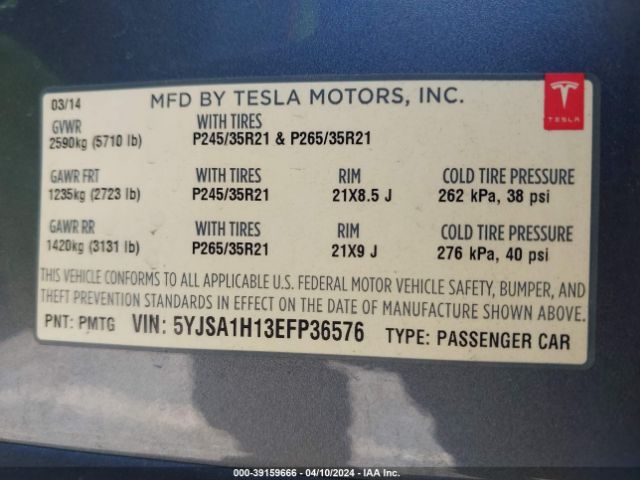 03/14
MFD BY TESLA MOTORS, INC.
TESLA
GVWR
2590kg (5710 lb)
WITH TIRES
P245/35R21 & P265/35R21
GAWR FRT
1235kg (2723 lb)
WITH TIRES
P245/35R21
RIM
21X8.5 J
COLD TIRE PRESSURE
262 kPa, 38 psi
GAWR RR
1420kg (3131 lb)
WITH TIRES
P265/35R21
RIM
21X9 J
COLD TIRE PRESSURE
276 kPa, 40 psi
THIS VEHICLE CONFORMS TO ALL APPLICABLE U.S. FEDERAL MOTOR VEHICLE SAFETY, BUMPER, AND
THEFT PREVENTION STANDARDS IN EFFECT ON THE DATE OF MANUFACTURE SHOWN ABOVE.
PNT: PMTG VIN: 5YJSA1H13EFP36576 TYPE: PASSENGER CAR
000-39159666 - 04/10/2024 - IAA Inc.